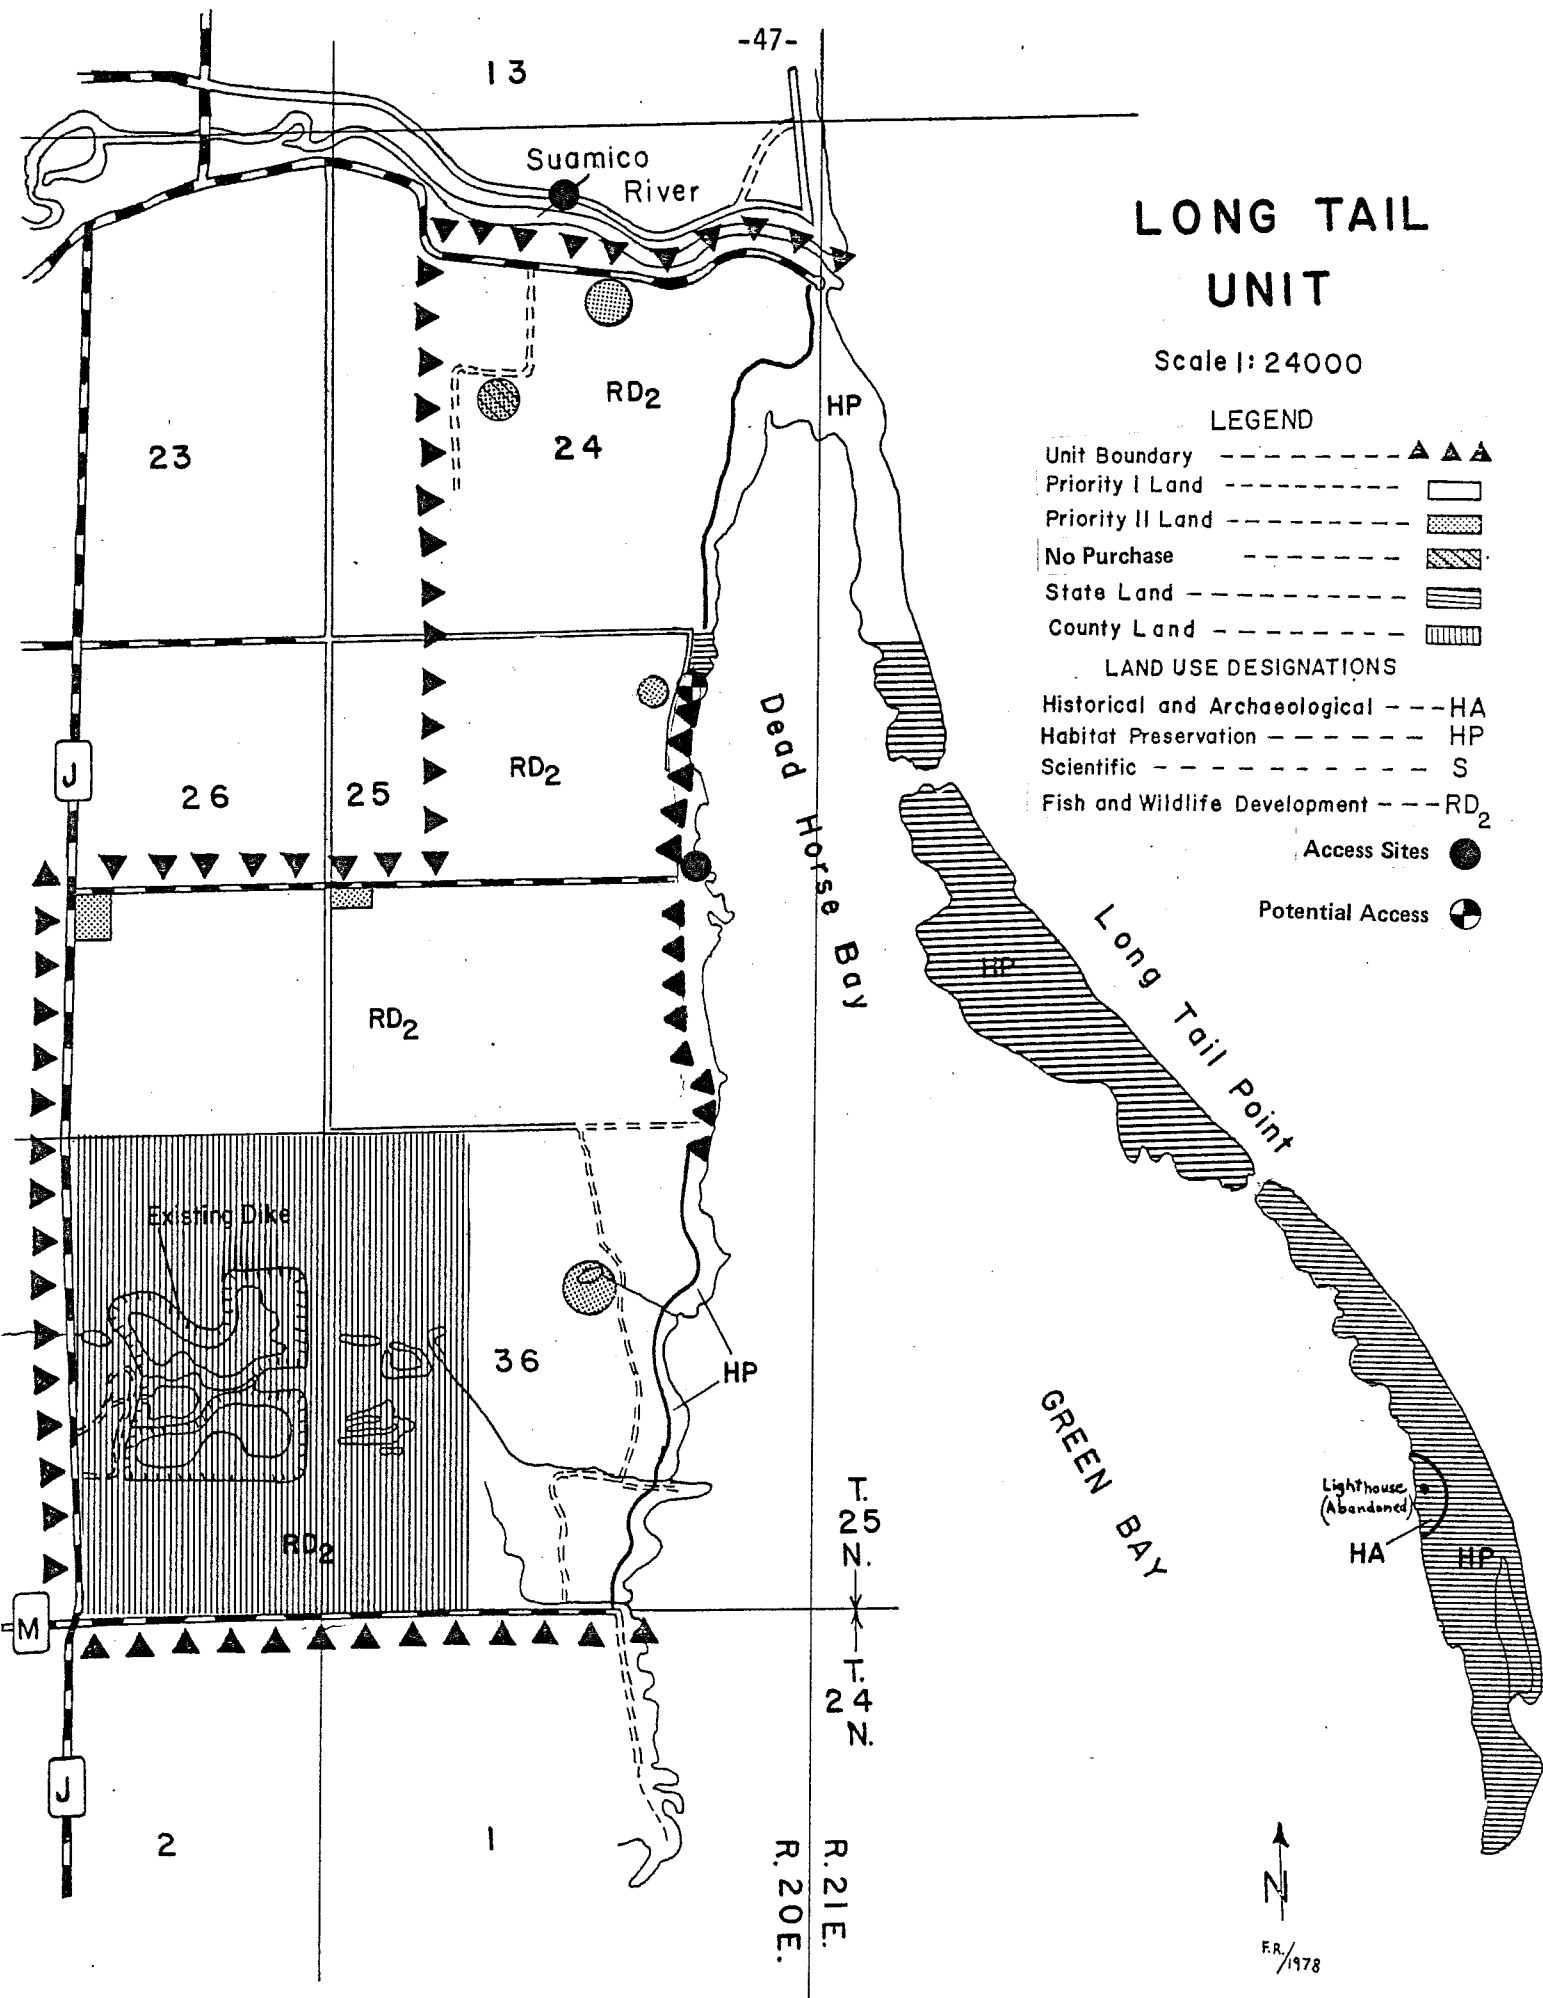 -47-
13
Suamico
River
LONG TAIL
UNIT
Scale 1:24000
LEGEND
Unit Boundary
Priority I Land
Priority II Land
No Purchase
State Land
County Land
LAND USE DESIGNATIONS
Historical and Archaeological ---HA
Habitat Preservation ------ HP
Scientific ---------- S
Fish and Wildlife Development ---RD2
Access Sites
Potential Access
RD2
HP
23
24
Dead Horse Bay
J
26
25
RD2
HP
Long Tail Point
RD2
Existing Dike
36
HP
GREEN BAY
T.
25
N.
Lighthouse
(Abandoned)
HA
HP
RD2
M
T.
24
N.
J
2
1
R. 20E.
R. 21E.
N
F.R./1978